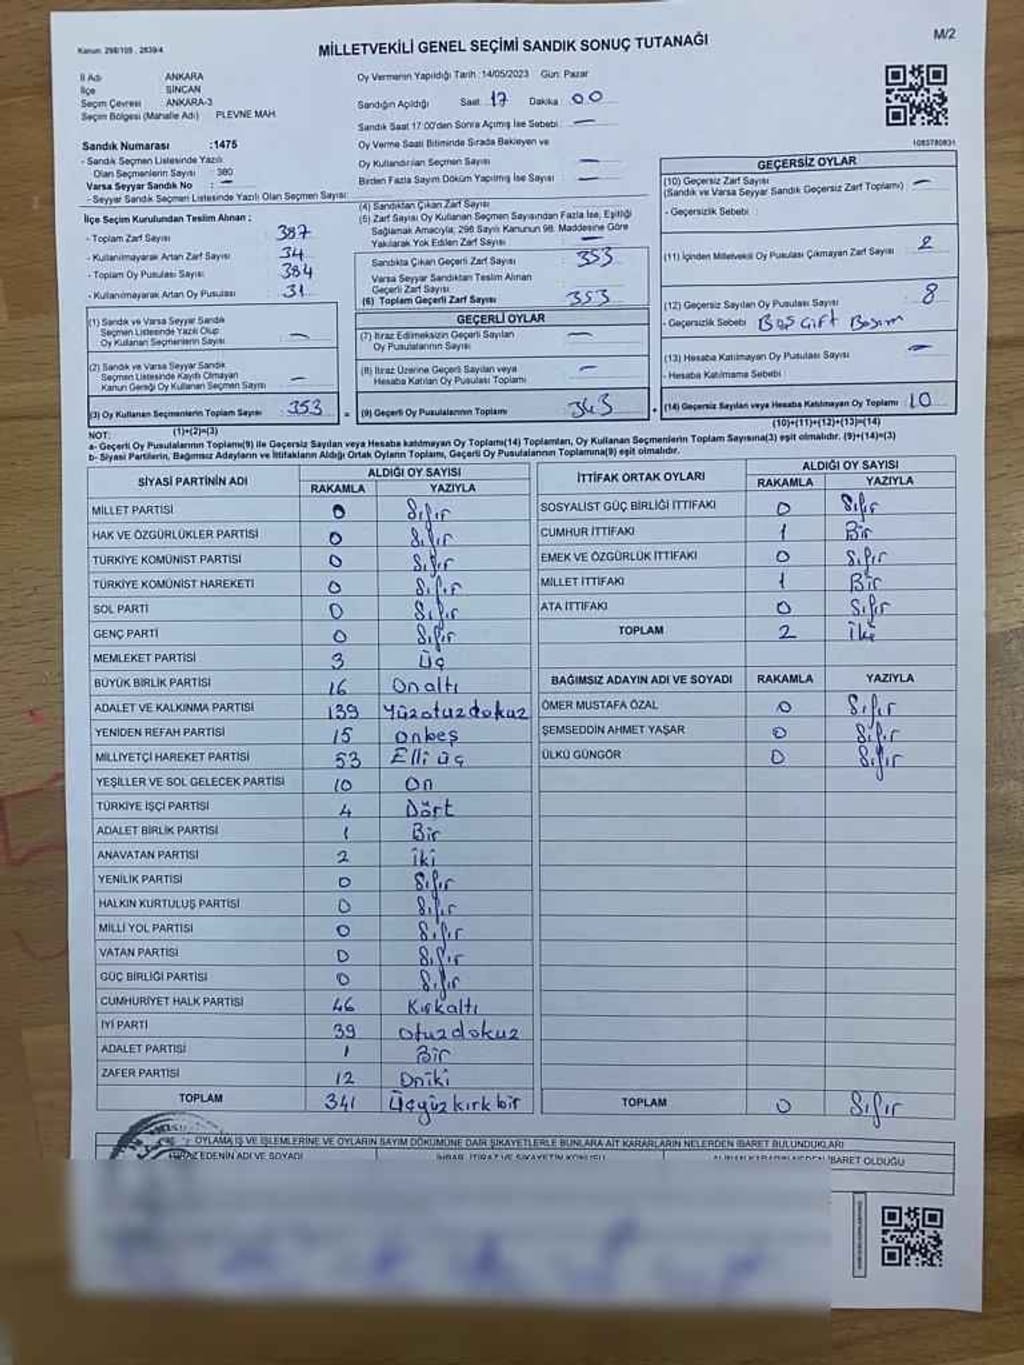 Kanun: 298/109 , 2839/4
MİLLETVEKİLİ GENEL SEÇİMİ SANDIK SONUÇ TUTANAĞI
M/2
İl Adı ANKARA
İlçe SİNCAN
Seçim Çevresi ANKARA-3
Seçim Bölgesi (Mahalle Adı) PLEVNE MAH.
Oy Vermenin Yapıldığı Tarih :14/05/2023 Gün: Pazar
Sandığın Açıldığı Saat 17 Dakika 00
Sandık Saat 17:00'den Sonra Açılmış İse Sebebi : —
Oy Verme Saati Bitiminde Sırada Bekleyen ve
Oy Kullandırılan Seçmen Sayısı —
Birden Fazla Sayım Döküm Yapılmış İse Sayısı : —
1083780831
Sandık Numarası :1475
- Sandık Seçmen Listesinde Yazılı
Olan Seçmenlerin Sayısı : 380
Varsa Seyyar Sandık No : —
- Seyyar Sandık Seçmen Listesinde Yazılı Olan Seçmen Sayısı:
İlçe Seçim Kurulundan Teslim Alınan :
- Toplam Zarf Sayısı 387
- Kullanılmayarak Artan Zarf Sayısı 34
- Toplam Oy Pusulası Sayısı 384
- Kullanılmayarak Artan Oy Pusulası 31
(1) Sandık ve Varsa Seyyar Sandık
Seçmen Listesinde Yazılı Olup
Oy Kullanan Seçmenlerin Sayısı —
(2) Sandık ve Varsa Seyyar Sandık
Seçmen Listesinde Kayıtlı Olmayan
Kanun Gereği Oy Kullanan Seçmen Sayısı —
(3) Oy Kullanan Seçmenlerin Toplam Sayısı 353
(1)+(2)=(3)
(4) Sandıktan Çıkan Zarf Sayısı
(5) Zarf Sayısı Oy Kullanan Seçmen Sayısından Fazla İse, Eşitliği
Sağlamak Amacıyla; 298 Sayılı Kanunun 98. Maddesine Göre
Yakılarak Yok Edilen Zarf Sayısı —
Sandıkta Çıkan Geçerli Zarf Sayısı 353
Varsa Seyyar Sandıktan Teslim Alınan
Geçerli Zarf Sayısı
(6) Toplam Geçerli Zarf Sayısı 353
GEÇERLİ OYLAR
(7) İtiraz Edilmeksizin Geçerli Sayılan
Oy Pusulalarının Sayısı —
(8) İtiraz Üzerine Geçerli Sayılan veya
Hesaba Katılan Oy Pusulası Toplamı —
= (9) Geçerli Oy Pusulalarının Toplamı 343
GEÇERSİZ OYLAR
(10) Geçersiz Zarf Sayısı —
(Sandık ve Varsa Seyyar Sandık Geçersiz Zarf Toplamı)
- Geçersizlik Sebebi :
(11) İçinden Milletvekili Oy Pusulası Çıkmayan Zarf Sayısı 2
(12) Geçersiz Sayılan Oy Pusulası Sayısı 8
- Geçersizlik Sebebi Boş Çift Basım
(13) Hesaba Katılmayan Oy Pusulası Sayısı —
- Hesaba Katılmama Sebebi :
+ (14) Geçersiz Sayılan veya Hesaba Katılmayan Oy Toplamı 10
(10)+(11)+(12)+(13)=(14)
NOT:
a- Geçerli Oy Pusulalarının Toplamı(9) ile Geçersiz Sayılan veya Hesaba katılmayan Oy Toplamı(14) Toplamları, Oy Kullanan Seçmenlerin Toplam Sayısına(3) eşit olmalıdır. (9)+(14)=(3)
b- Siyasi Partilerin, Bağımsız Adayların ve İttifakların Aldığı Ortak Oyların Toplamı, Geçerli Oy Pusulalarının Toplamına(9) eşit olmalıdır.
SİYASİ PARTİNİN ADI ALDIĞI OY SAYISI
RAKAMLA YAZIYLA
MİLLET PARTİSİ 0 Sıfır
HAK VE ÖZGÜRLÜKLER PARTİSİ 0 Sıfır
TÜRKİYE KOMÜNİST PARTİSİ 0 Sıfır
TÜRKİYE KOMÜNİST HAREKETİ 0 Sıfır
SOL PARTİ 0 Sıfır
GENÇ PARTİ 0 Sıfır
MEMLEKET PARTİSİ 3 Üç
BÜYÜK BİRLİK PARTİSİ 16 Onaltı
ADALET VE KALKINMA PARTİSİ 139 Yüzotuzdokuz
YENİDEN REFAH PARTİSİ 15 Onbeş
MİLLİYETÇİ HAREKET PARTİSİ 53 Elli üç
YEŞİLLER VE SOL GELECEK PARTİSİ 10 On
TÜRKİYE İŞÇİ PARTİSİ 4 Dört
ADALET BİRLİK PARTİSİ 1 Bir
ANAVATAN PARTİSİ 2 İki
YENİLİK PARTİSİ 0 Sıfır
HALKIN KURTULUŞ PARTİSİ 0 Sıfır
MİLLİ YOL PARTİSİ 0 Sıfır
VATAN PARTİSİ 0 Sıfır
GÜÇ BİRLİĞİ PARTİSİ 0 Sıfır
CUMHURİYET HALK PARTİSİ 46 Kırkaltı
İYİ PARTİ 39 otuzdokuz
ADALET PARTİSİ 1 Bir
ZAFER PARTİSİ 12 Oniki
TOPLAM 341 Üçyüzkırkbir
İTTİFAK ORTAK OYLARI ALDIĞI OY SAYISI
RAKAMLA YAZIYLA
SOSYALİST GÜÇ BİRLİĞİ İTTİFAKI 0 Sıfır
CUMHUR İTTİFAKI 1 Bir
EMEK VE ÖZGÜRLÜK İTTİFAKI 0 Sıfır
MİLLET İTTİFAKI 1 Bir
ATA İTTİFAKI 0 Sıfır
TOPLAM 2 İki
BAĞIMSIZ ADAYIN ADI VE SOYADI RAKAMLA YAZIYLA
ÖMER MUSTAFA ÖZAL 0 Sıfır
ŞEMSEDDİN AHMET YAŞAR 0 Sıfır
ÜLKÜ GÜNGÖR 0 Sıfır
TOPLAM 0 Sıfır
OYLAMA İŞ VE İŞLEMLERİNE VE OYLARIN SAYIM DÖKÜMÜNE DAİR ŞİKAYETLERLE BUNLARA AİT KARARLARIN NELERDEN İBARET BULUNDUKLARI
EDENİN ADI VE SOYADI İHBAR, İTİRAZ VE ŞİKAYETİN KONUSU ALINAN KARARIN NEDEN İBARET OLDUĞU